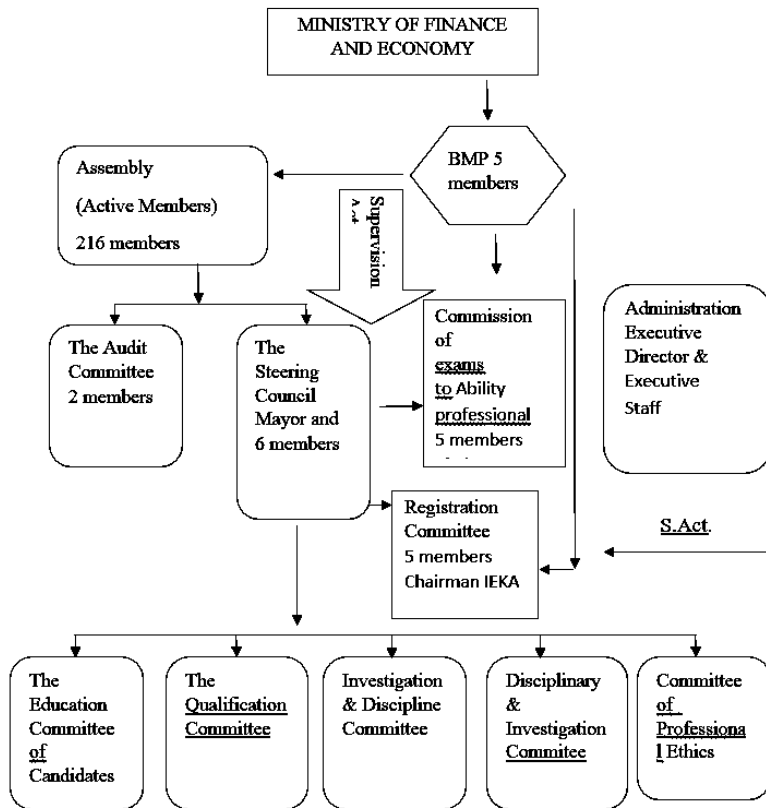 MINISTRY OF FINANCE
AND ECONOMY
BMP 5
members
Assembly
(Active Members)
216 members
Supervision
The Audit
Committee
2 members
The
Steering
Council
Mayor and
6 members
Commission
of
exams
to Ability
professional
5 members
Administration
Executive
Director &
Executive
Staff
Registration
Committee
5 members
Chairman IEKA
S.Act.
The
Education
Committee
of
Candidates
The
Qualification
Committee
Investigation
& Discipline
Committee
Disciplinary
&
Investigation
Commitee
Committee
of
Professiona
l Ethics